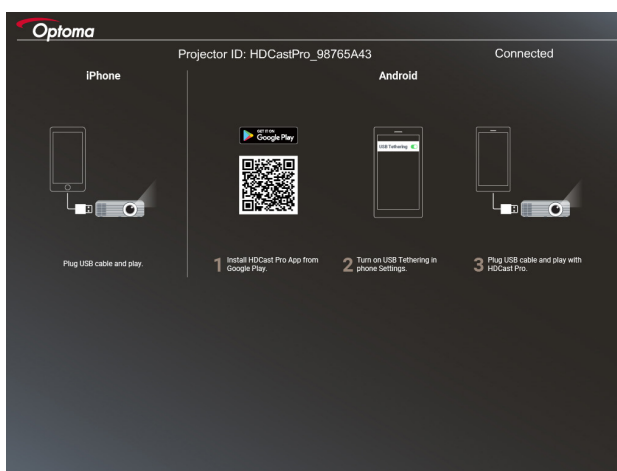 Optoma
Projector ID: HDCastPro_98765A43
Connected
iPhone
Android
GET IT ON
Google Play
USB Tethering
Plug USB cable and play.
1 Install HDCast Pro App from
Google Play.
2 Turn on USB Tethering in
phone Settings.
3 Plug USB cable and play with
HDCast Pro.